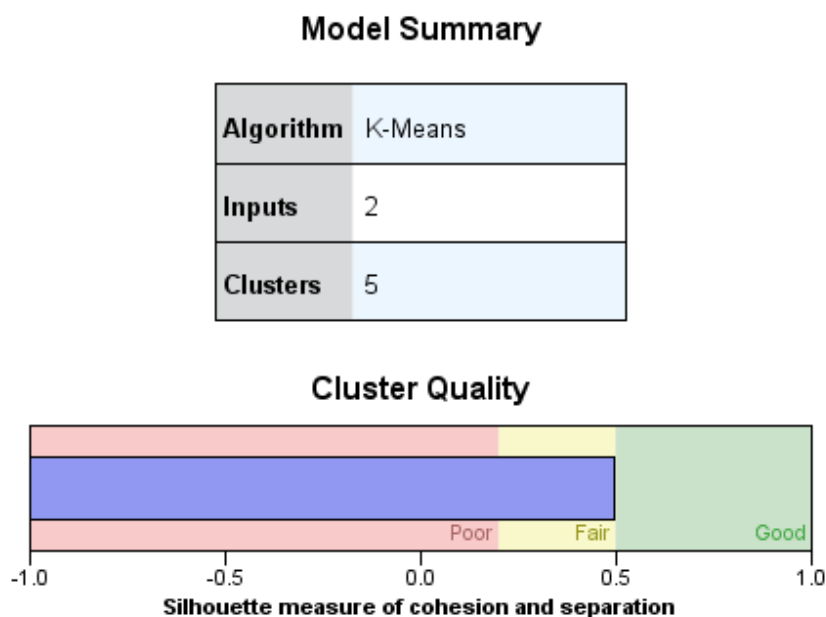 Model Summary
Algorithm K-Means
Inputs 2
Clusters 5
Cluster Quality
Poor Fair Good
-1.0 -0.5 0.0 0.5 1.0
Silhouette measure of cohesion and separation